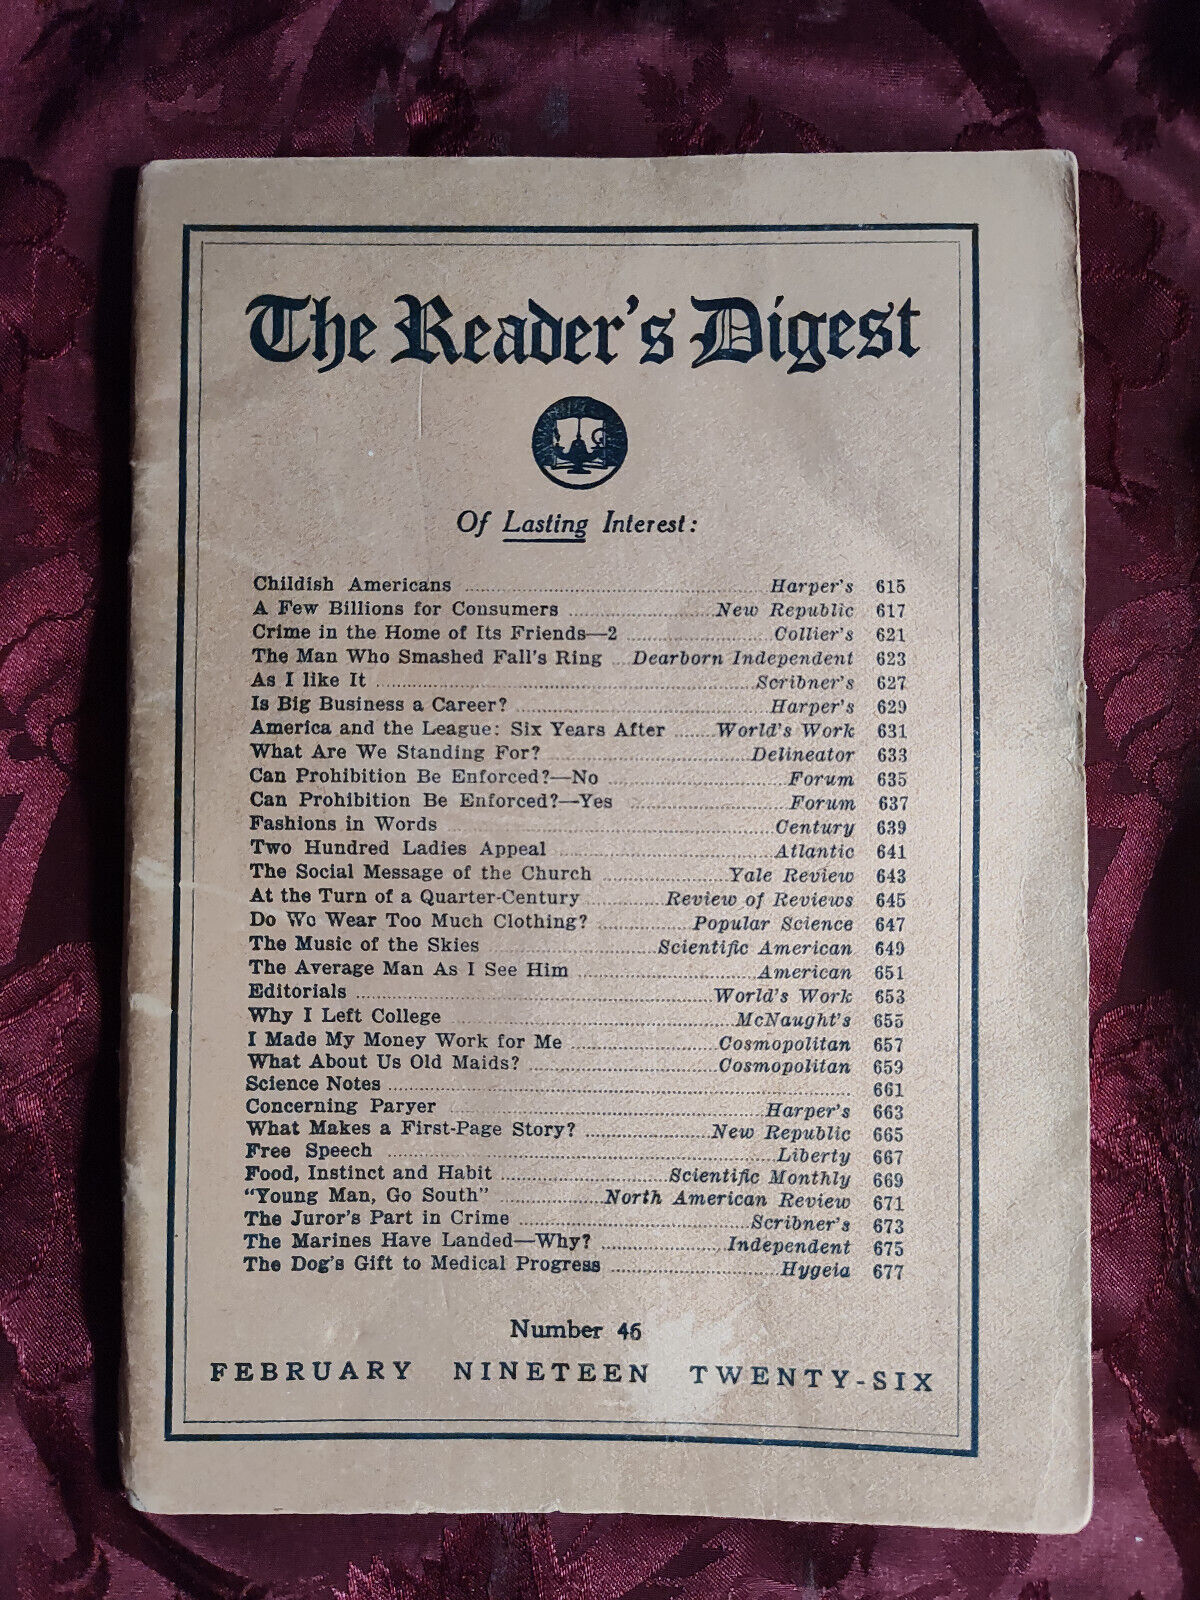 The Reader's Digest
Of Lasting Interest:
Childish Americans Harper's 615
A Few Billions for Consumers New Republic 617
Crime in the Home of Its Friends—2 Collier's 621
The Man Who Smashed Fall's Ring Dearborn Independent 623
As I like It Scribner's 627
Is Big Business a Career? Harper's 629
America and the League: Six Years After World's Work 631
What Are We Standing For? Delineator 633
Can Prohibition Be Enforced?—No Forum 635
Can Prohibition Be Enforced?—Yes Forum 637
Fashions in Words Century 639
Two Hundred Ladies Appeal Atlantic 641
The Social Message of the Church Yale Review 643
At the Turn of a Quarter-Century Review of Reviews 645
Do We Wear Too Much Clothing? Popular Science 647
The Music of the Skies Scientific American 649
The Average Man As I See Him American 651
Editorials World's Work 653
Why I Left College McNaught's 655
I Made My Money Work for Me Cosmopolitan 657
What About Us Old Maids? Cosmopolitan 659
Science Notes 661
Concerning Paryer Harper's 663
What Makes a First-Page Story? New Republic 665
Free Speech Liberty 667
Food, Instinct and Habit Scientific Monthly 669
"Young Man, Go South" North American Review 671
The Juror's Part in Crime Scribner's 673
The Marines Have Landed—Why? Independent 675
The Dog's Gift to Medical Progress Hygeia 677
Number 46
FEBRUARY NINETEEN TWENTY-SIX